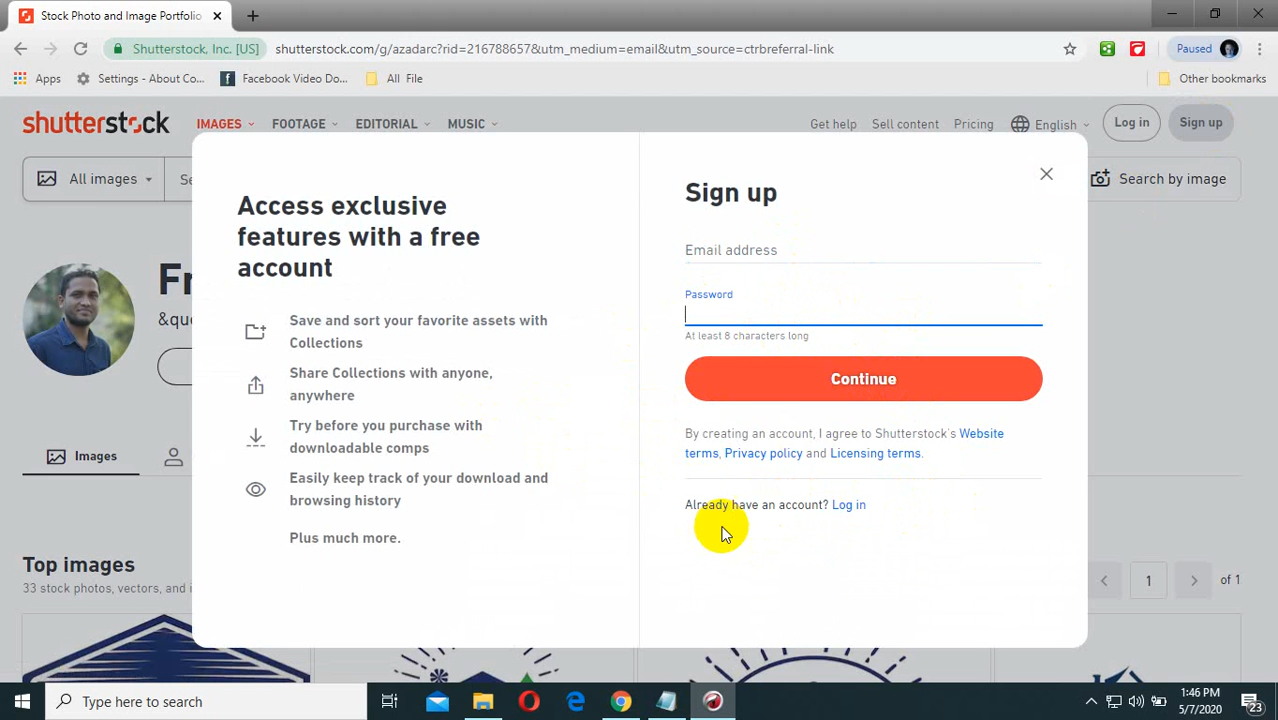 Stock Photo and Image Portfolio
Shutterstock, Inc. [US]
shutterstock.com/g/azadarc?rid=216788657&utm_medium=email&utm_source=ctrbreferral-link
Paused
Apps
Settings - About Co...
Facebook Video Do...
All File
Other bookmarks
shutterstock
IMAGES
FOOTAGE
EDITORIAL
MUSIC
Get help
Sell content
Pricing
English
Log in
Sign up
All images
Se
Search by image
Fr
&que
Images
Top images
33 stock photos, vectors, and i
1
of 1
Access exclusive
features with a free
account
Save and sort your favorite assets with
Collections
Share Collections with anyone,
anywhere
Try before you purchase with
downloadable comps
Easily keep track of your download and
browsing history
Plus much more.
Sign up
Email address
Password
At least 8 characters long
Continue
By creating an account, I agree to Shutterstock's Website
terms, Privacy policy and Licensing terms.
Already have an account? Log in
Type here to search
1:46 PM
5/7/2020
23